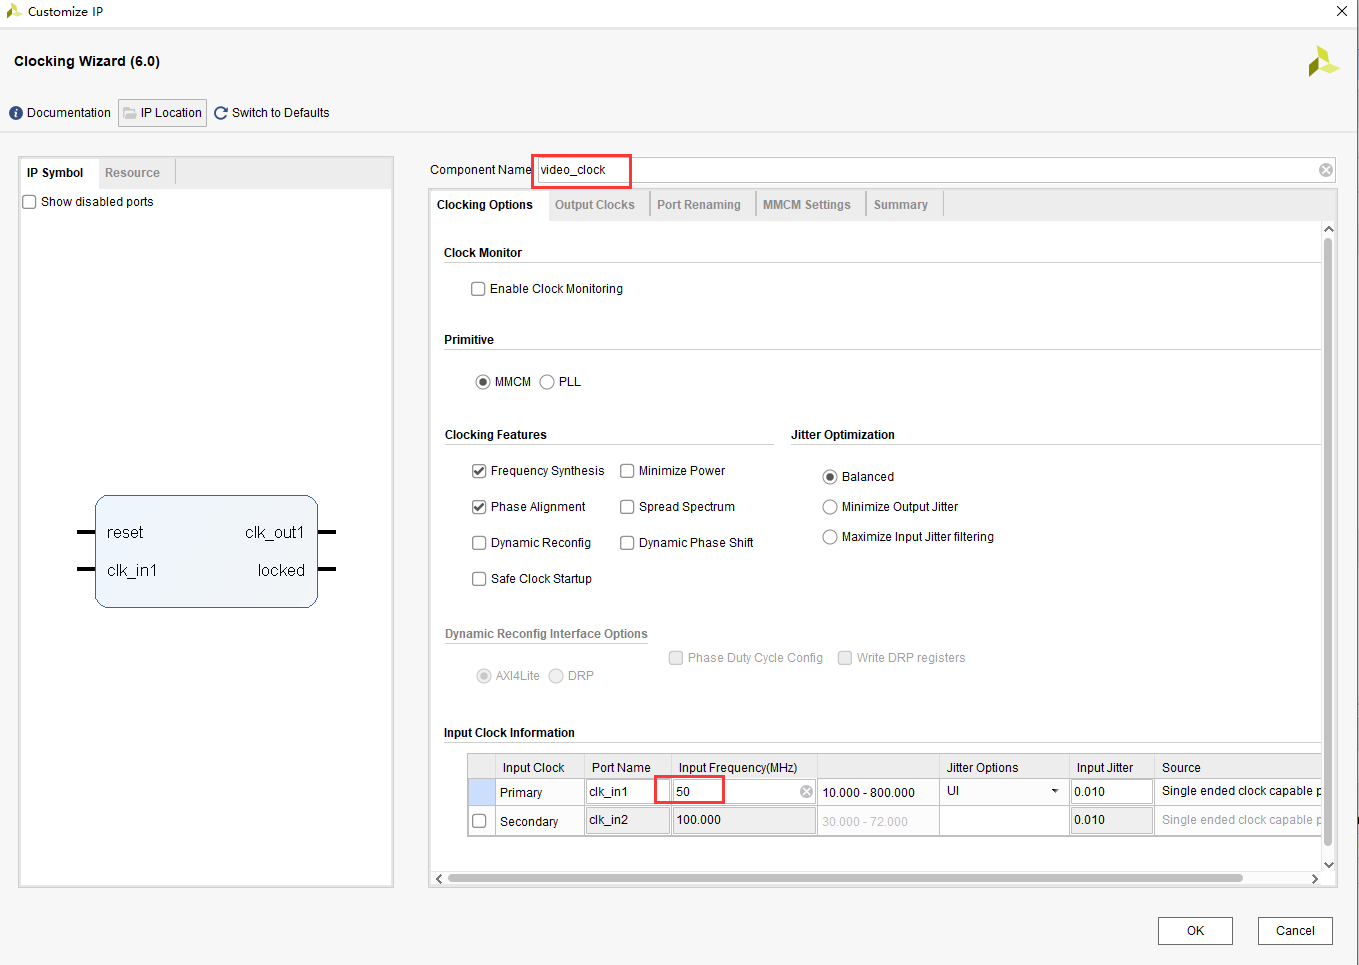 Customize IP
Clocking Wizard (6.0)
Documentation IP Location Switch to Defaults
IP Symbol Resource
Show disabled ports
reset clk_out1
clk_in1 locked
Component Name video_clock
Clocking Options Output Clocks Port Renaming MMCM Settings Summary
Clock Monitor
Enable Clock Monitoring
Primitive
MMCM PLL
Clocking Features Jitter Optimization
Frequency Synthesis Minimize Power Balanced
Phase Alignment Spread Spectrum Minimize Output Jitter
Dynamic Reconfig Dynamic Phase Shift Maximize Input Jitter filtering
Safe Clock Startup
Dynamic Reconfig Interface Options
Phase Duty Cycle Config Write DRP registers
AXI4Lite DRP
Input Clock Information
Input Clock Port Name Input Frequency(MHz) Jitter Options Input Jitter Source
Primary clk_in1 50 10.000 - 800.000 UI 0.010 Single ended clock capable p
Secondary clk_in2 100.000 30.000 - 72.000 0.010 Single ended clock capable p
OK Cancel